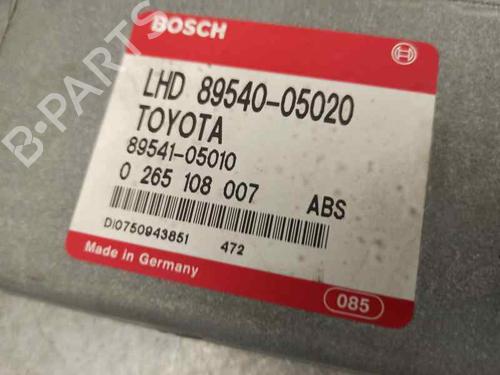 BOSCH
LHD 89540-05020
TOYOTA
89541-05010
0 265 108 007 ABS
DI0750943851 472
Made in Germany
085
B-PARTS